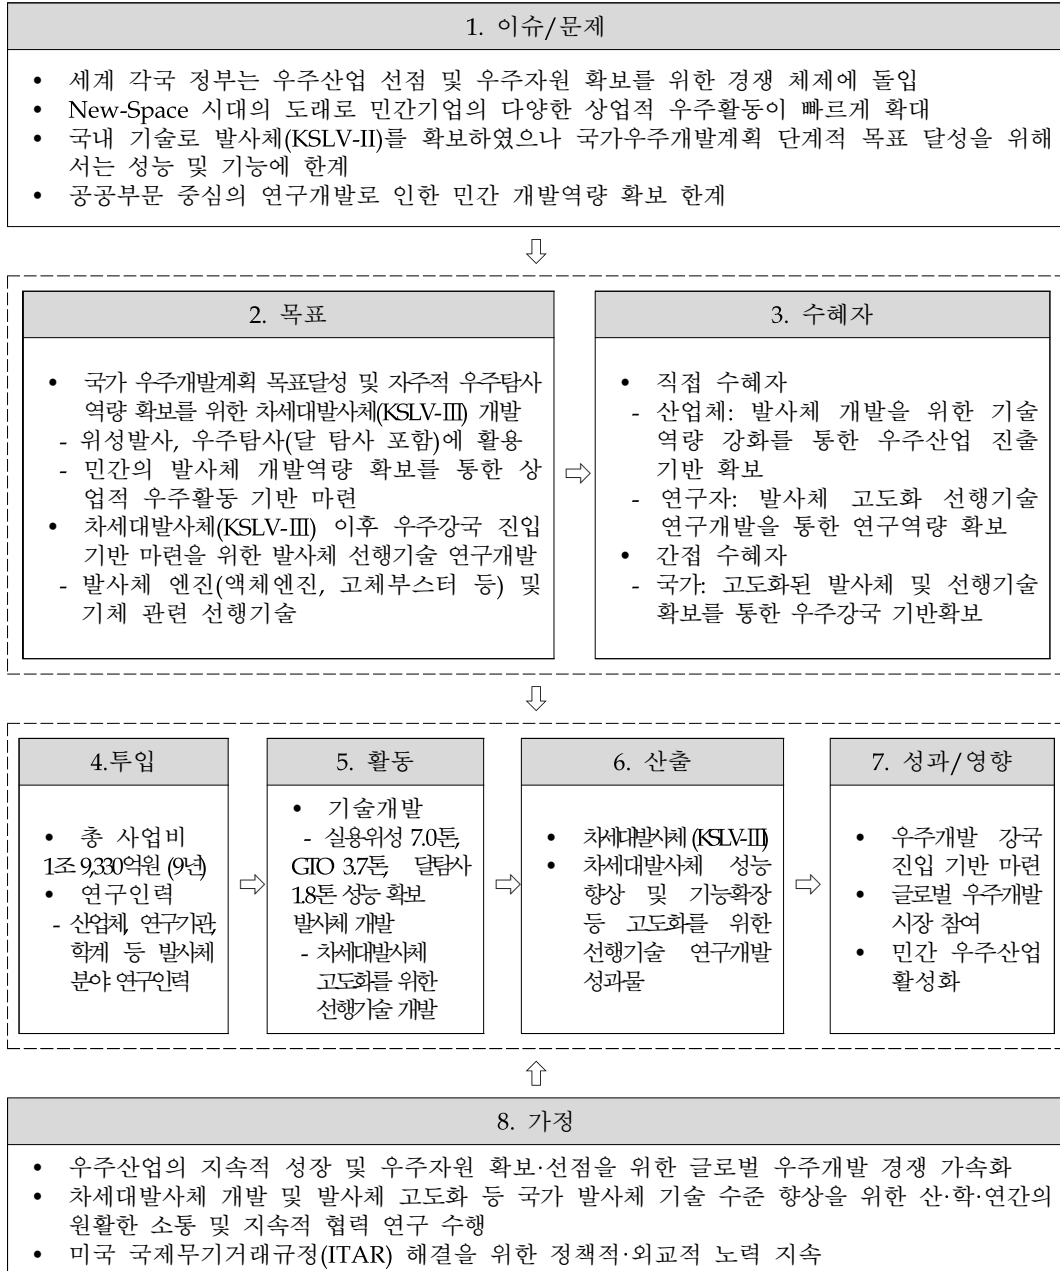 1. 이슈/문제
• 세계 각국 정부는 우주산업 선점 및 우주자원 확보를 위한 경쟁 체제에 돌입
• New-Space 시대의 도래로 민간기업의 다양한 상업적 우주활동이 빠르게 확대
• 국내 기술로 발사체(KSLV-II)를 확보하였으나 국가우주개발계획 단계적 목표 달성을 위해
서는 성능 및 기능에 한계
• 공공부문 중심의 연구개발로 인한 민간 개발역량 확보 한계
⇩
2. 목표
• 국가 우주개발계획 목표달성 및 자주적 우주탐사
역량 확보를 위한 차세대발사체(KSLV-III) 개발
- 위성발사, 우주탐사(달 탐사 포함)에 활용
- 민간의 발사체 개발역량 확보를 통한 상
업적 우주활동 기반 마련
• 차세대발사체(KSLV-III) 이후 우주강국 진입
기반 마련을 위한 발사체 선행기술 연구개발
- 발사체 엔진(액체엔진, 고체부스터 등) 및
기체 관련 선행기술
⇨
3. 수혜자
• 직접 수혜자
- 산업체: 발사체 개발을 위한 기술
역량 강화를 통한 우주산업 진출
기반 확보
- 연구자: 발사체 고도화 선행기술
연구개발을 통한 연구역량 확보
• 간접 수혜자
- 국가: 고도화된 발사체 및 선행기술
확보를 통한 우주강국 기반확보
⇩
4.투입
• 총 사업비
1조 9,330억원 (9년)
• 연구인력
- 산업체, 연구기관,
학계 등 발사체
분야 연구인력
⇨
5. 활동
• 기술개발
- 실용위성 7.0톤,
GTO 3.7톤, 달탐사
1.8톤 성능 확보
발사체 개발
- 차세대발사체
고도화를 위한
선행기술 개발
⇨
6. 산출
• 차세대발사체 (KSLV-III)
• 차세대발사체 성능
향상 및 기능확장
등 고도화를 위한
선행기술 연구개발
성과물
⇨
7. 성과/영향
• 우주개발 강국
진입 기반 마련
• 글로벌 우주개발
시장 참여
• 민간 우주산업
활성화
⇧
8. 가정
• 우주산업의 지속적 성장 및 우주자원 확보·선점을 위한 글로벌 우주개발 경쟁 가속화
• 차세대발사체 개발 및 발사체 고도화 등 국가 발사체 기술 수준 향상을 위한 산·학·연간의
원활한 소통 및 지속적 협력 연구 수행
• 미국 국제무기거래규정(ITAR) 해결을 위한 정책적·외교적 노력 지속